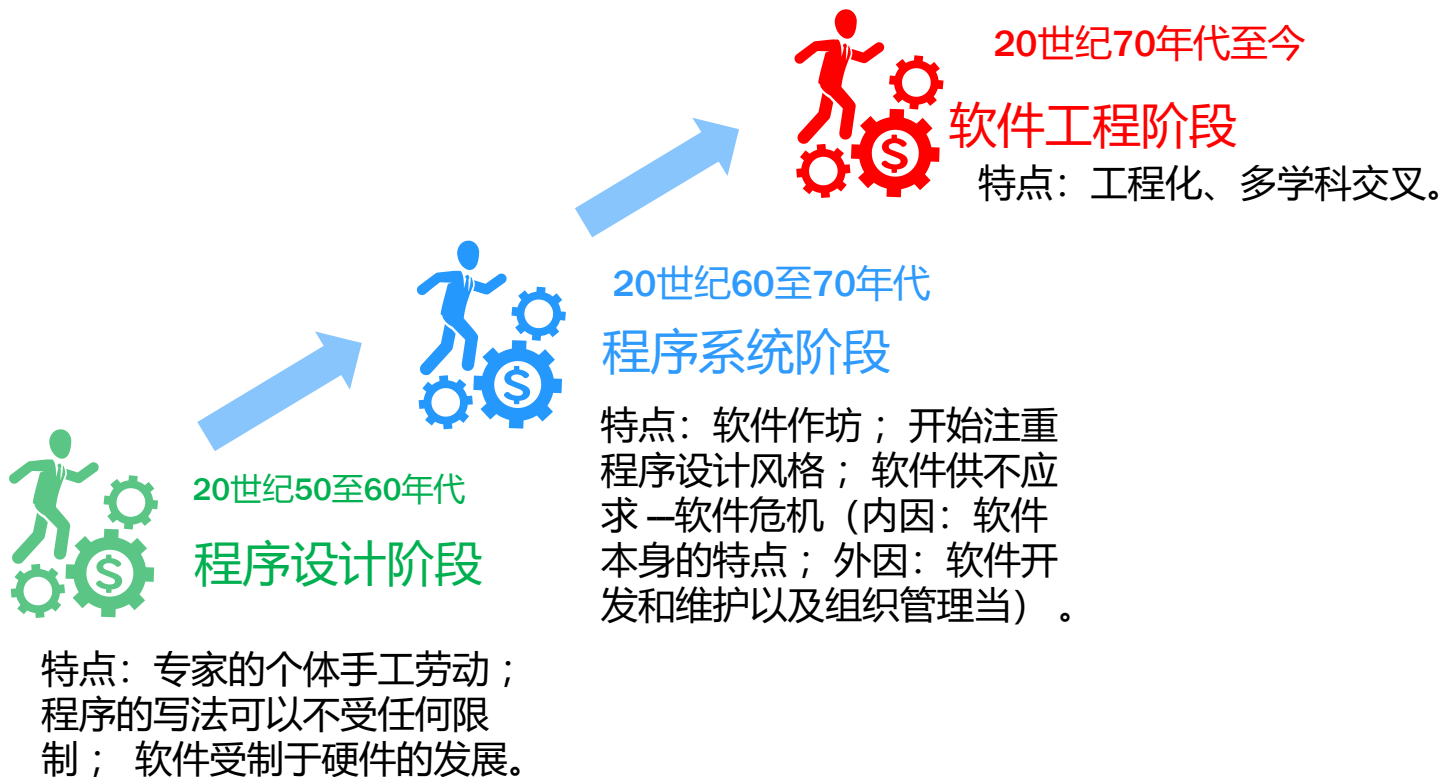 20世纪70年代至今
软件工程阶段
特点：工程化、多学科交叉。
20世纪60至70年代
程序系统阶段
特点：软件作坊；开始注重
程序设计风格；软件供不应
求 —软件危机（内因：软件
本身的特点；外因：软件开
发和维护以及组织管理当）。
20世纪50至60年代
程序设计阶段
特点：专家的个体手工劳动；
程序的写法可以不受任何限
制； 软件受制于硬件的发展。
$
$
$